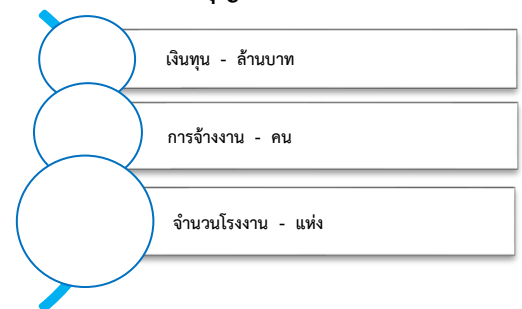 เงินทุน - ล้านบาท
การจ้างงาน - คน
จำนวนโรงงาน - แห่ง